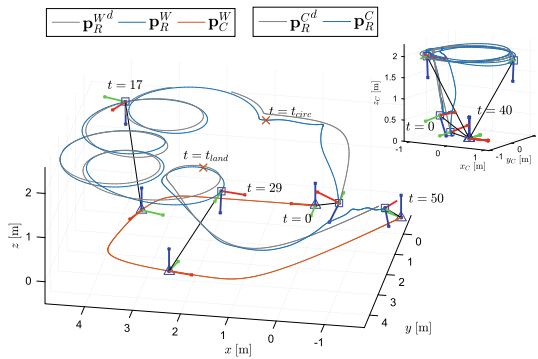 p_R^{W^d} p_R^W p_C^W p_R^{C^d} p_R^C
t = 17
t = t_{circ}
t = t_{land}
t = 29
t = 0
t = 50
2
1
0
z [m]
4
3
2
1
0
-1
x [m]
4
3
2
1
0
y [m]
2
1.5
1
0.5
0
z_C [m]
t = 40
t = 0
-1
0
1
x_C [m]
-1
0
1
y_C [m]